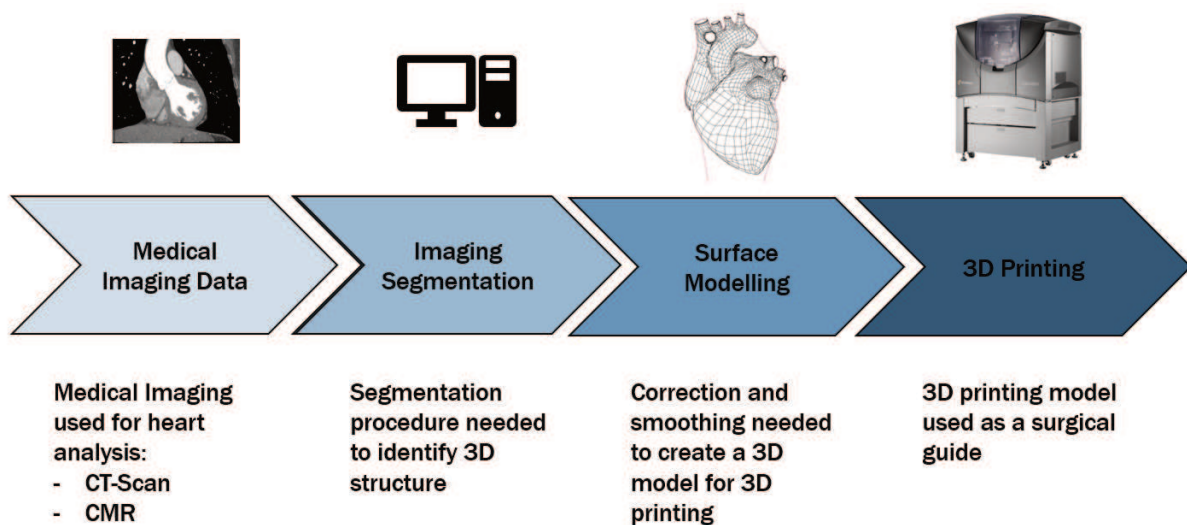 Medical
Imaging Data
Imaging
Segmentation
Surface
Modelling
3D Printing
Medical Imaging
used for heart
analysis:
- CT-Scan
- CMR
Segmentation
procedure needed
to identify 3D
structure
Correction and
smoothing needed
to create a 3D
model for 3D
printing
3D printing model
used as a surgical
guide